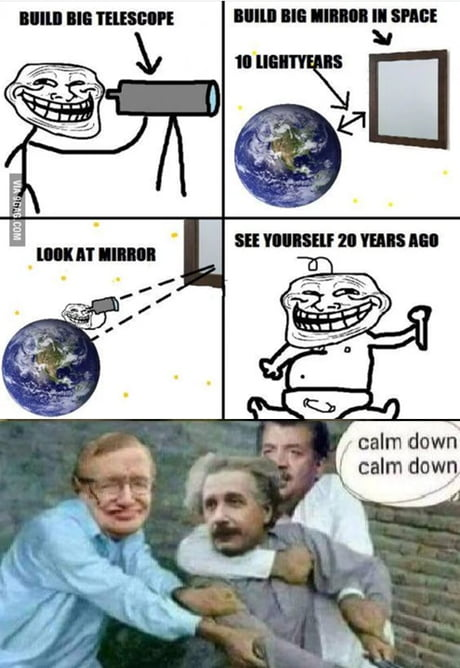 BUILD BIG TELESCOPE
BUILD BIG MIRROR IN SPACE
10 LIGHTYEARS
VIA 9GAG.COM
LOOK AT MIRROR
SEE YOURSELF 20 YEARS AGO
calm down
calm down